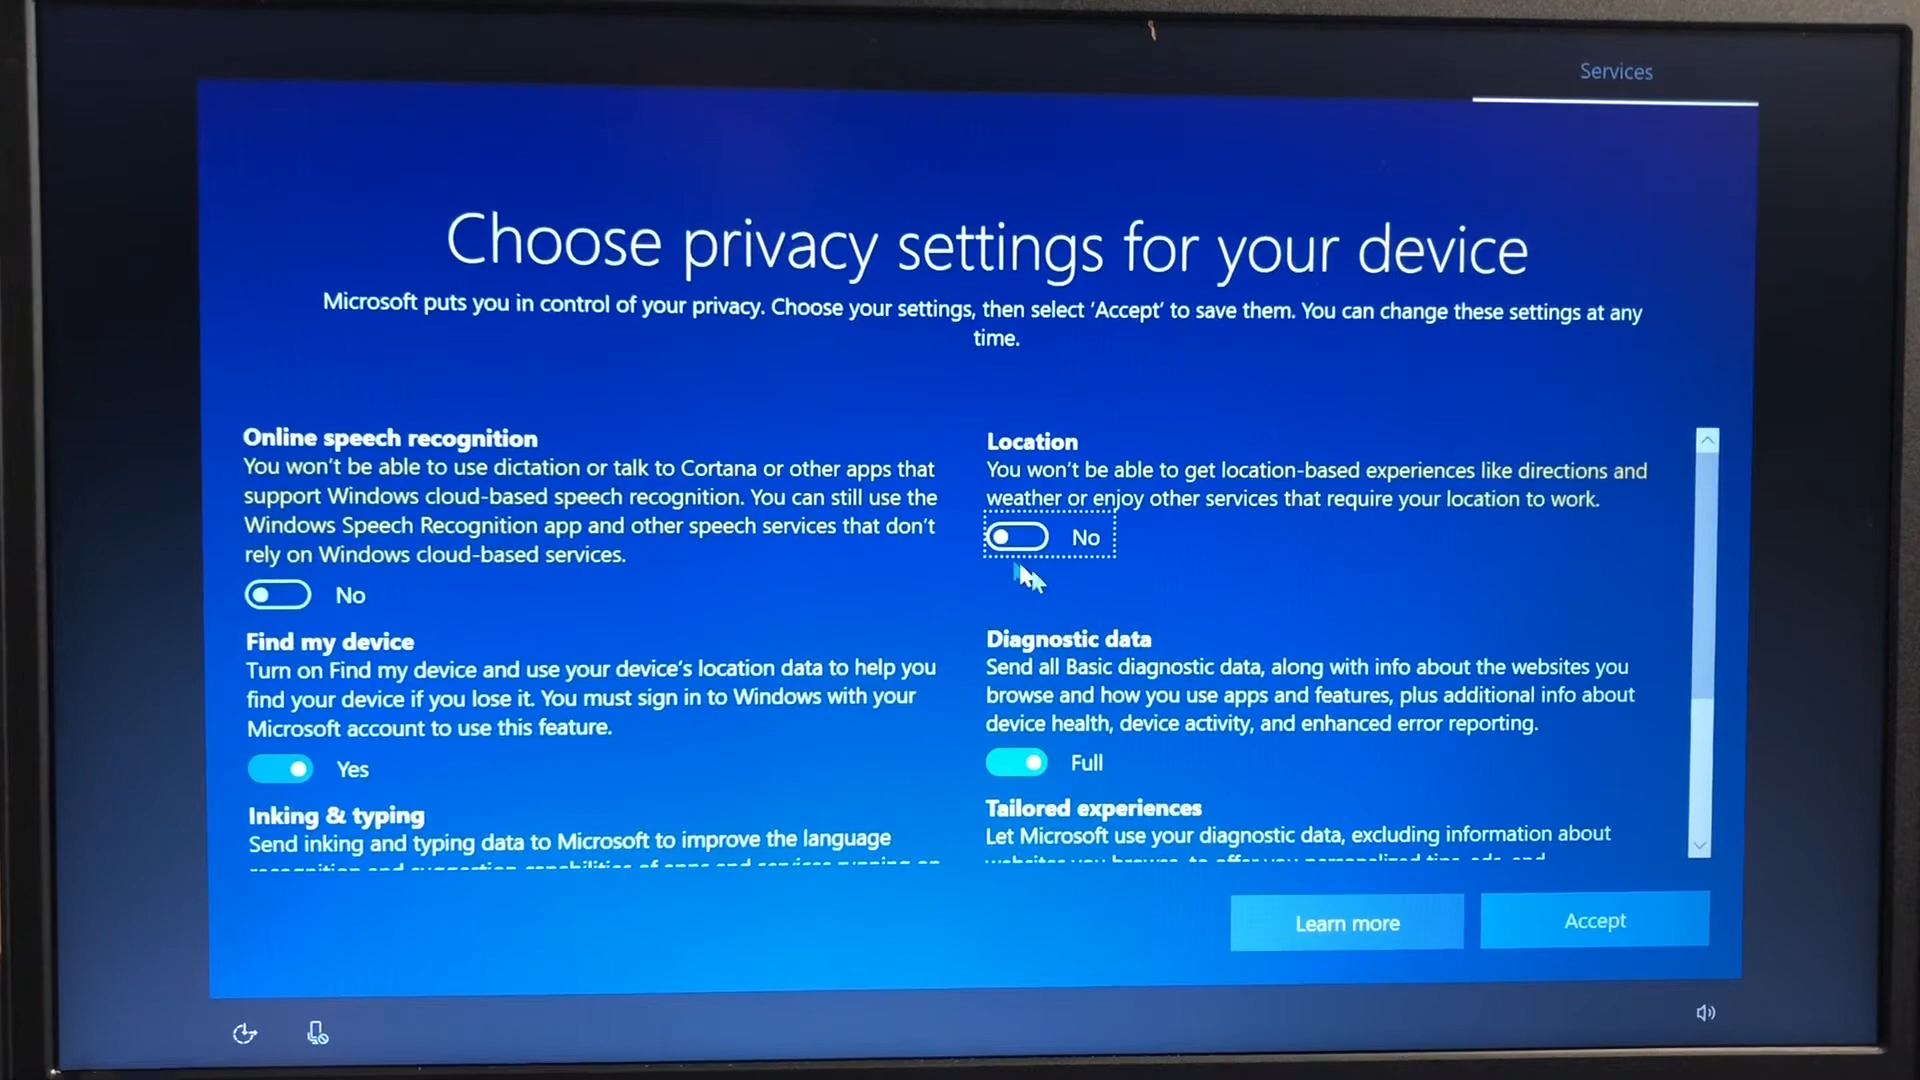 Services
Choose privacy settings for your device
Microsoft puts you in control of your privacy. Choose your settings, then select 'Accept' to save them. You can change these settings at any
time.
Online speech recognition
You won't be able to use dictation or talk to Cortana or other apps that
support Windows cloud-based speech recognition. You can still use the
Windows Speech Recognition app and other speech services that don't
rely on Windows cloud-based services.
No
Location
You won't be able to get location-based experiences like directions and
weather or enjoy other services that require your location to work.
No
Find my device
Turn on Find my device and use your device's location data to help you
find your device if you lose it. You must sign in to Windows with your
Microsoft account to use this feature.
Yes
Diagnostic data
Send all Basic diagnostic data, along with info about the websites you
browse and how you use apps and features, plus additional info about
device health, device activity, and enhanced error reporting.
Full
Inking & typing
Send inking and typing data to Microsoft to improve the language
Tailored experiences
Let Microsoft use your diagnostic data, excluding information about
Learn more
Accept